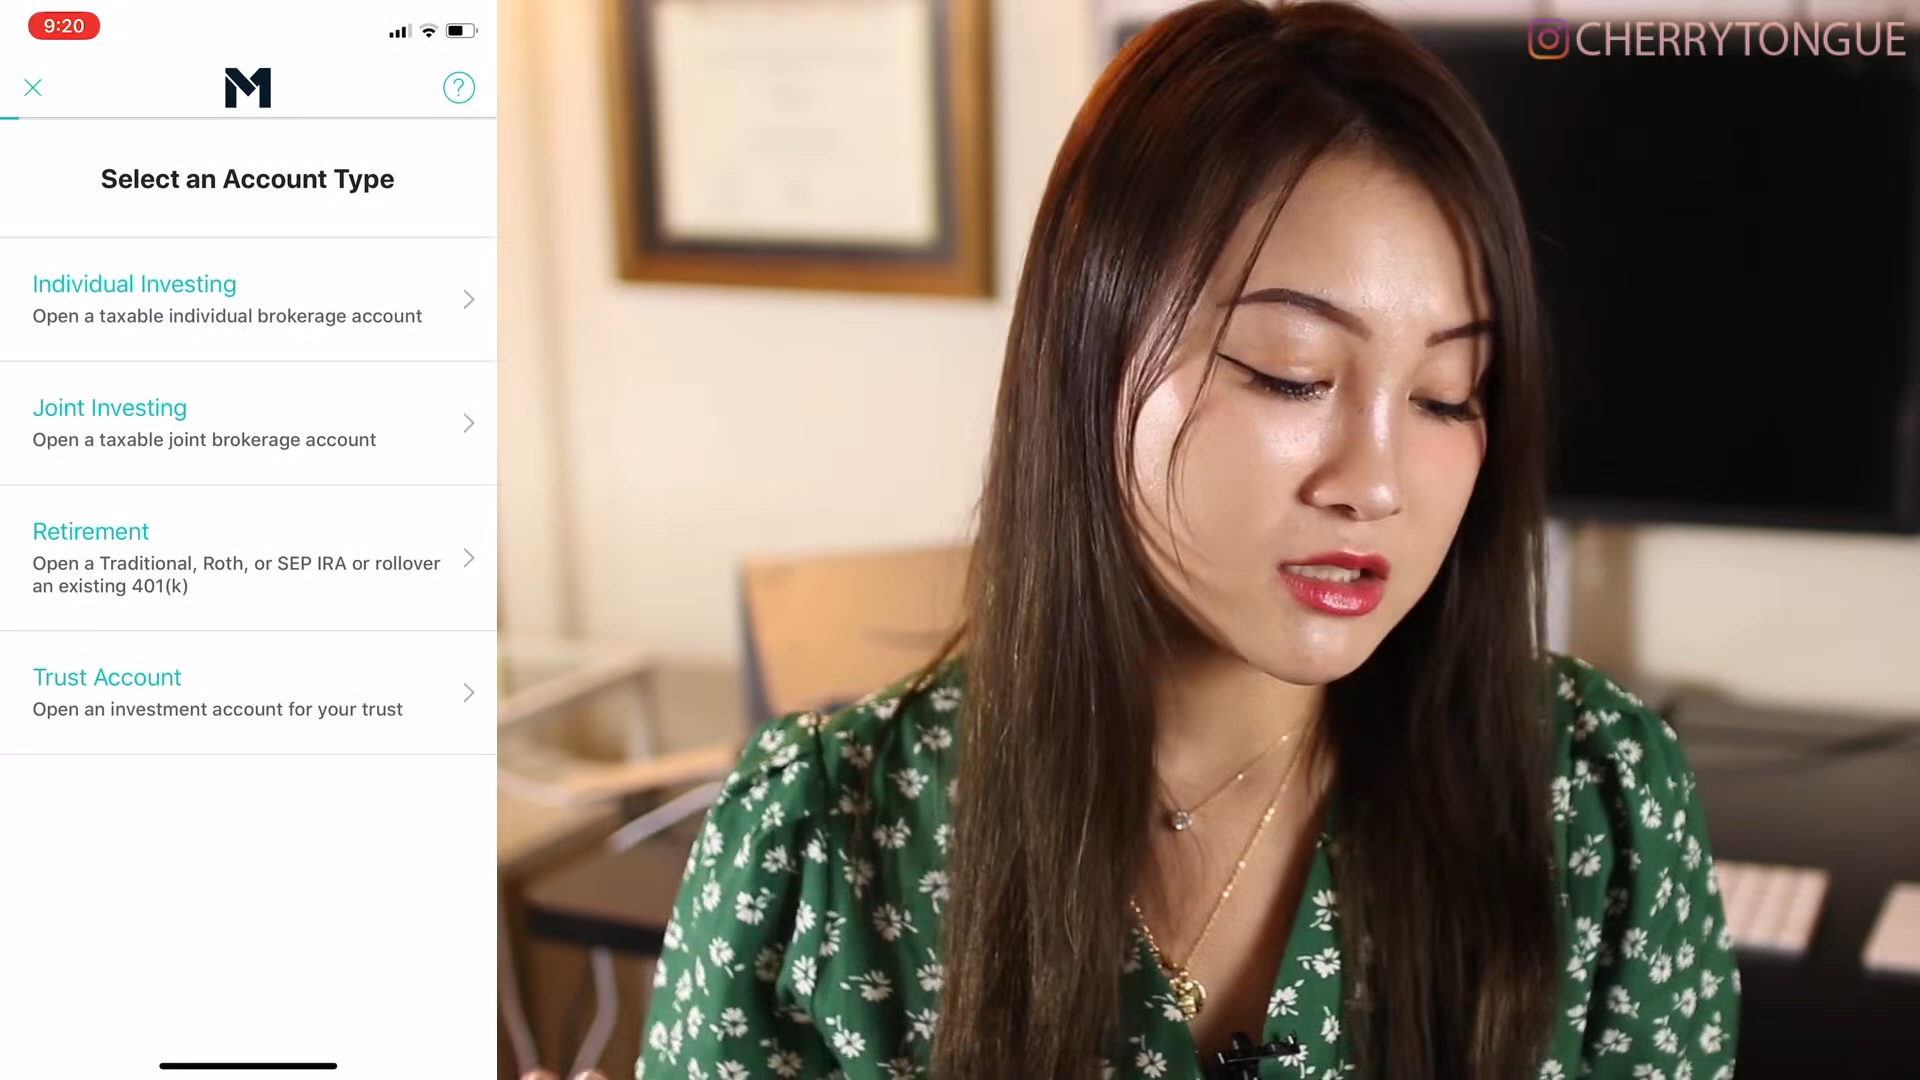 9:20
M
?
Select an Account Type
Individual Investing
Open a taxable individual brokerage account
Joint Investing
Open a taxable joint brokerage account
Retirement
Open a Traditional, Roth, or SEP IRA or rollover
an existing 401(k)
Trust Account
Open an investment account for your trust
CHERRYTONGUE